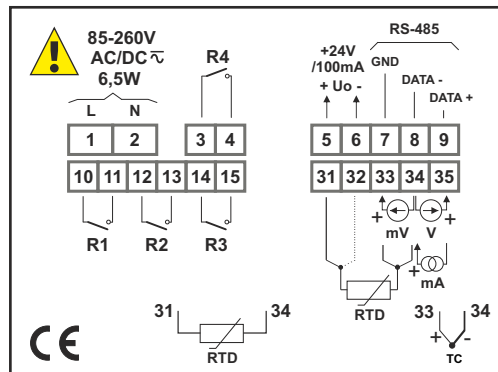 85-260V
AC/DC ⎓~
6,5W
L N
R4
+24V
/100mA
+ Uo -
RS-485
GND
DATA -
DATA +
1 2 3 4
10 11 12 13 14 15
R1 R2 R3
5 6 7 8 9
31 32 33 34 35
+ + 
mV V
+
mA
RTD
31 34
RTD
33 34
+ -
TC
CE